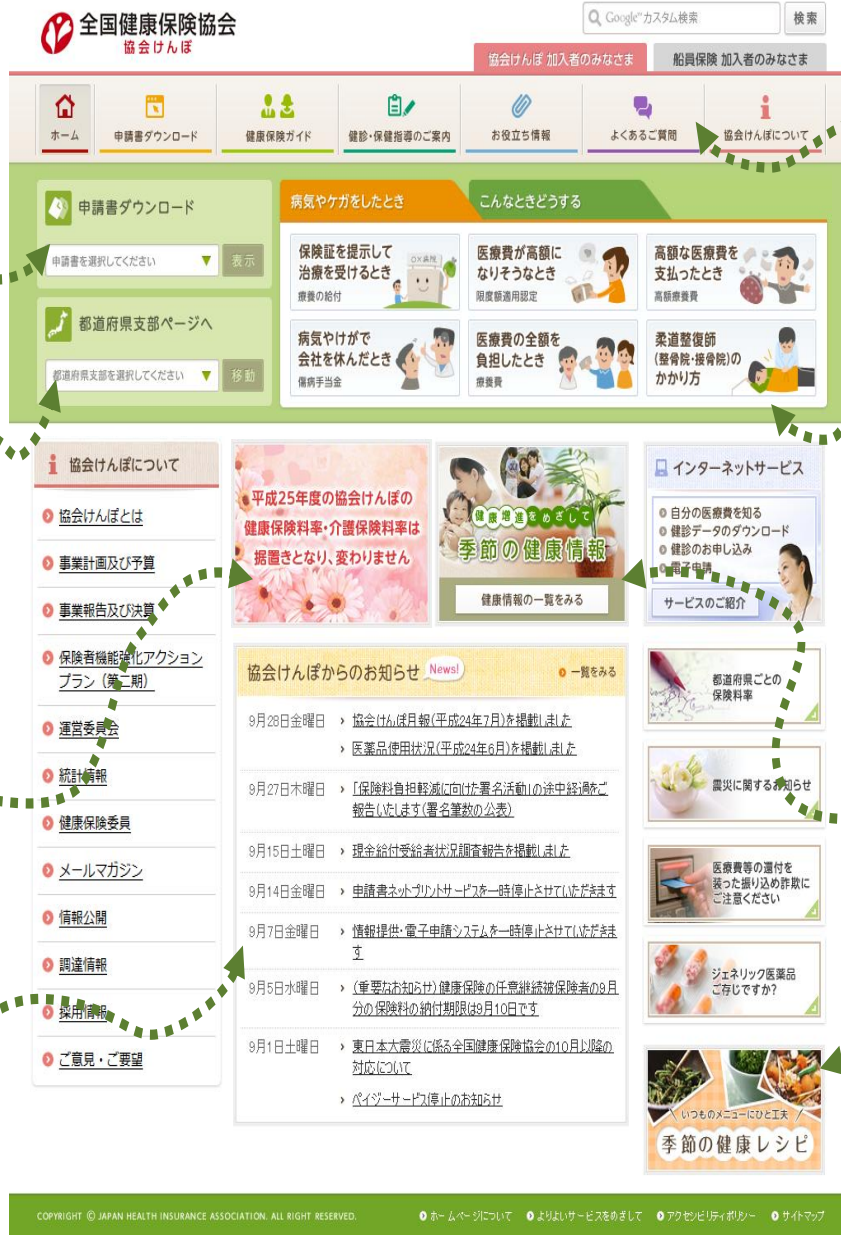 全国健康保険協会
協会けんぽ
Google™カスタム検索
検索
協会けんぽ 加入者のみなさま
船員保険 加入者のみなさま
ホーム
申請書ダウンロード
健康保険ガイド
健診・保健指導のご案内
お役立ち情報
よくあるご質問
協会けんぽについて
申請書ダウンロード
申請書を選択してください
表示
都道府県支部ページへ
都道府県支部を選択してください
移動
病気やケガをしたとき
こんなときどうする
保険証を提示して
治療を受けるとき
療養の給付
医療費が高額に
なりそうなとき
限度額適用認定
高額な医療費を
支払ったとき
高額療養費
病気やけがで
会社を休んだとき
傷病手当金
医療費の全額を
負担したとき
療養費
柔道整復師
(整骨院・接骨院)の
かかり方
協会けんぽについて
協会けんぽとは
事業計画及び予算
事業報告及び決算
保険者機能強化アクション
プラン（第二期）
運営委員会
統計情報
健康保険委員
メールマガジン
情報公開
調達情報
採用情報
ご意見・ご要望
平成25年度の協会けんぽの
健康保険料率・介護保険料率は
据置きとなり、変わりません
健康増進をめざして
季節の健康情報
健康情報の一覧をみる
協会けんぽからのお知らせ News!
一覧をみる
9月28日金曜日 協会けんぽ月報(平成24年7月)を掲載しました
医薬品使用状況(平成24年6月)を掲載しました
9月27日木曜日 「保険料負担軽減に向けた署名活動」の途中経過をご
報告いたします(署名筆数の公表)
9月15日土曜日 現金給付受給者状況調査報告を掲載しました
9月14日金曜日 申請書ネットプリントサービスを一時停止させていただきます
9月7日金曜日 情報提供・電子申請システムを一時停止させていただきま
す
9月5日水曜日 (重要なお知らせ)健康保険の任意継続被保険者の9月
分の保険料の納付期限は9月10日です
9月1日土曜日 東日本大震災に係る全国健康保険協会の10月以降の
対応について
ペイジーサービス停止のお知らせ
インターネットサービス
自分の医療費を知る
健診データのダウンロード
健診のお申し込み
電子申請
サービスのご紹介
都道府県ごとの
保険料率
震災に関するお知らせ
医療費等の還付を
装った振り込め詐欺に
ご注意ください
ジェネリック医薬品
ご存じですか?
いつものメニューにひと工夫
季節の健康レシピ
COPYRIGHT © JAPAN HEALTH INSURANCE ASSOCIATION. ALL RIGHT RESERVED.
ホームページについて
よりよいサービスをめざして
アクセシビリティポリシー
サイトマップ